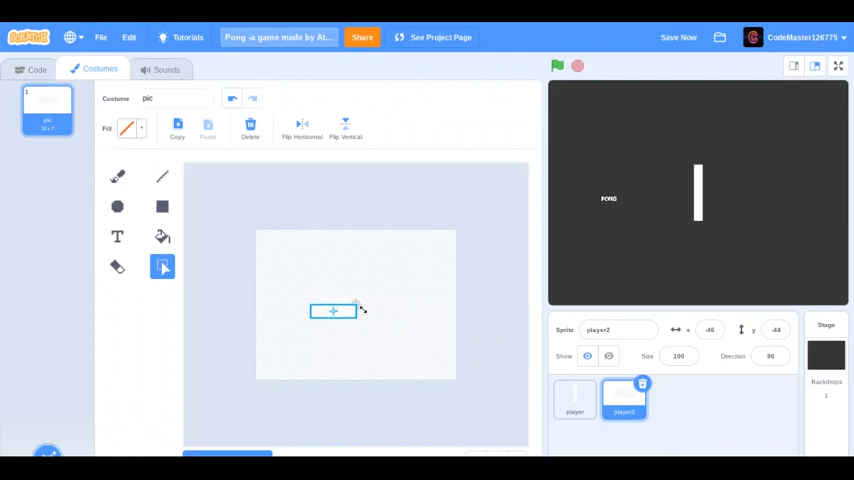 SCRATCH
File
Edit
Tutorials
Pong -a game made by At...
Share
See Project Page
Save Now
CodeMaster126775
Code
Costumes
Sounds
1
pic
Costume
pic
Fill
Copy
Paste
Delete
Flip Horizontal
Flip Vertical
T
PONG
Sprite
player2
x
-46
y
-44
Show
Size
100
Direction
90
player
player2
Stage
Backdrops
1